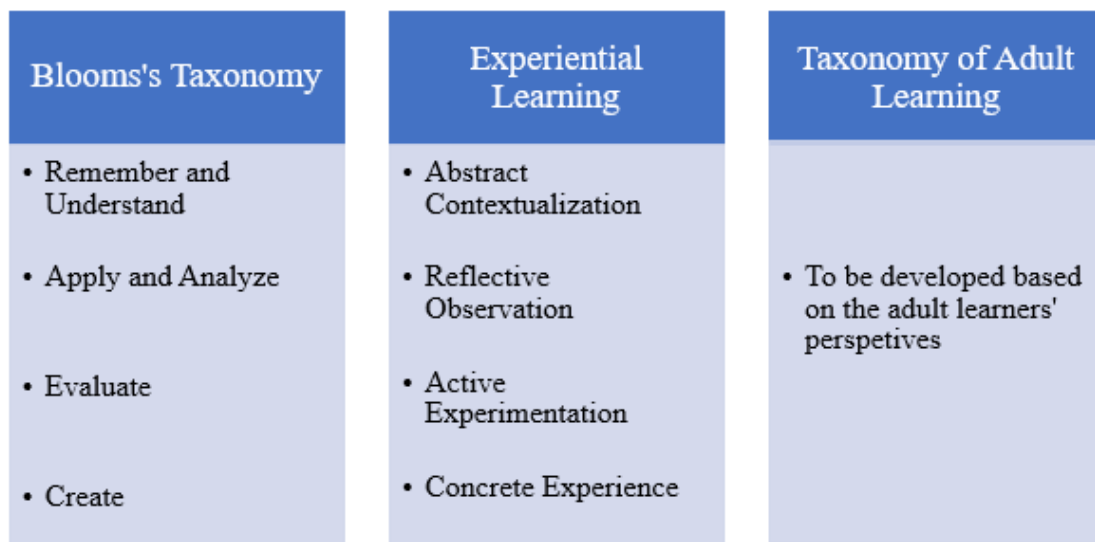 Blooms's Taxonomy
• Remember and
Understand
• Apply and Analyze
• Evaluate
• Create
Experiential
Learning
• Abstract
Contextualization
• Reflective
Observation
• Active
Experimentation
• Concrete Experience
Taxonomy of Adult
Learning
• To be developed based
on the adult learners'
perspetives